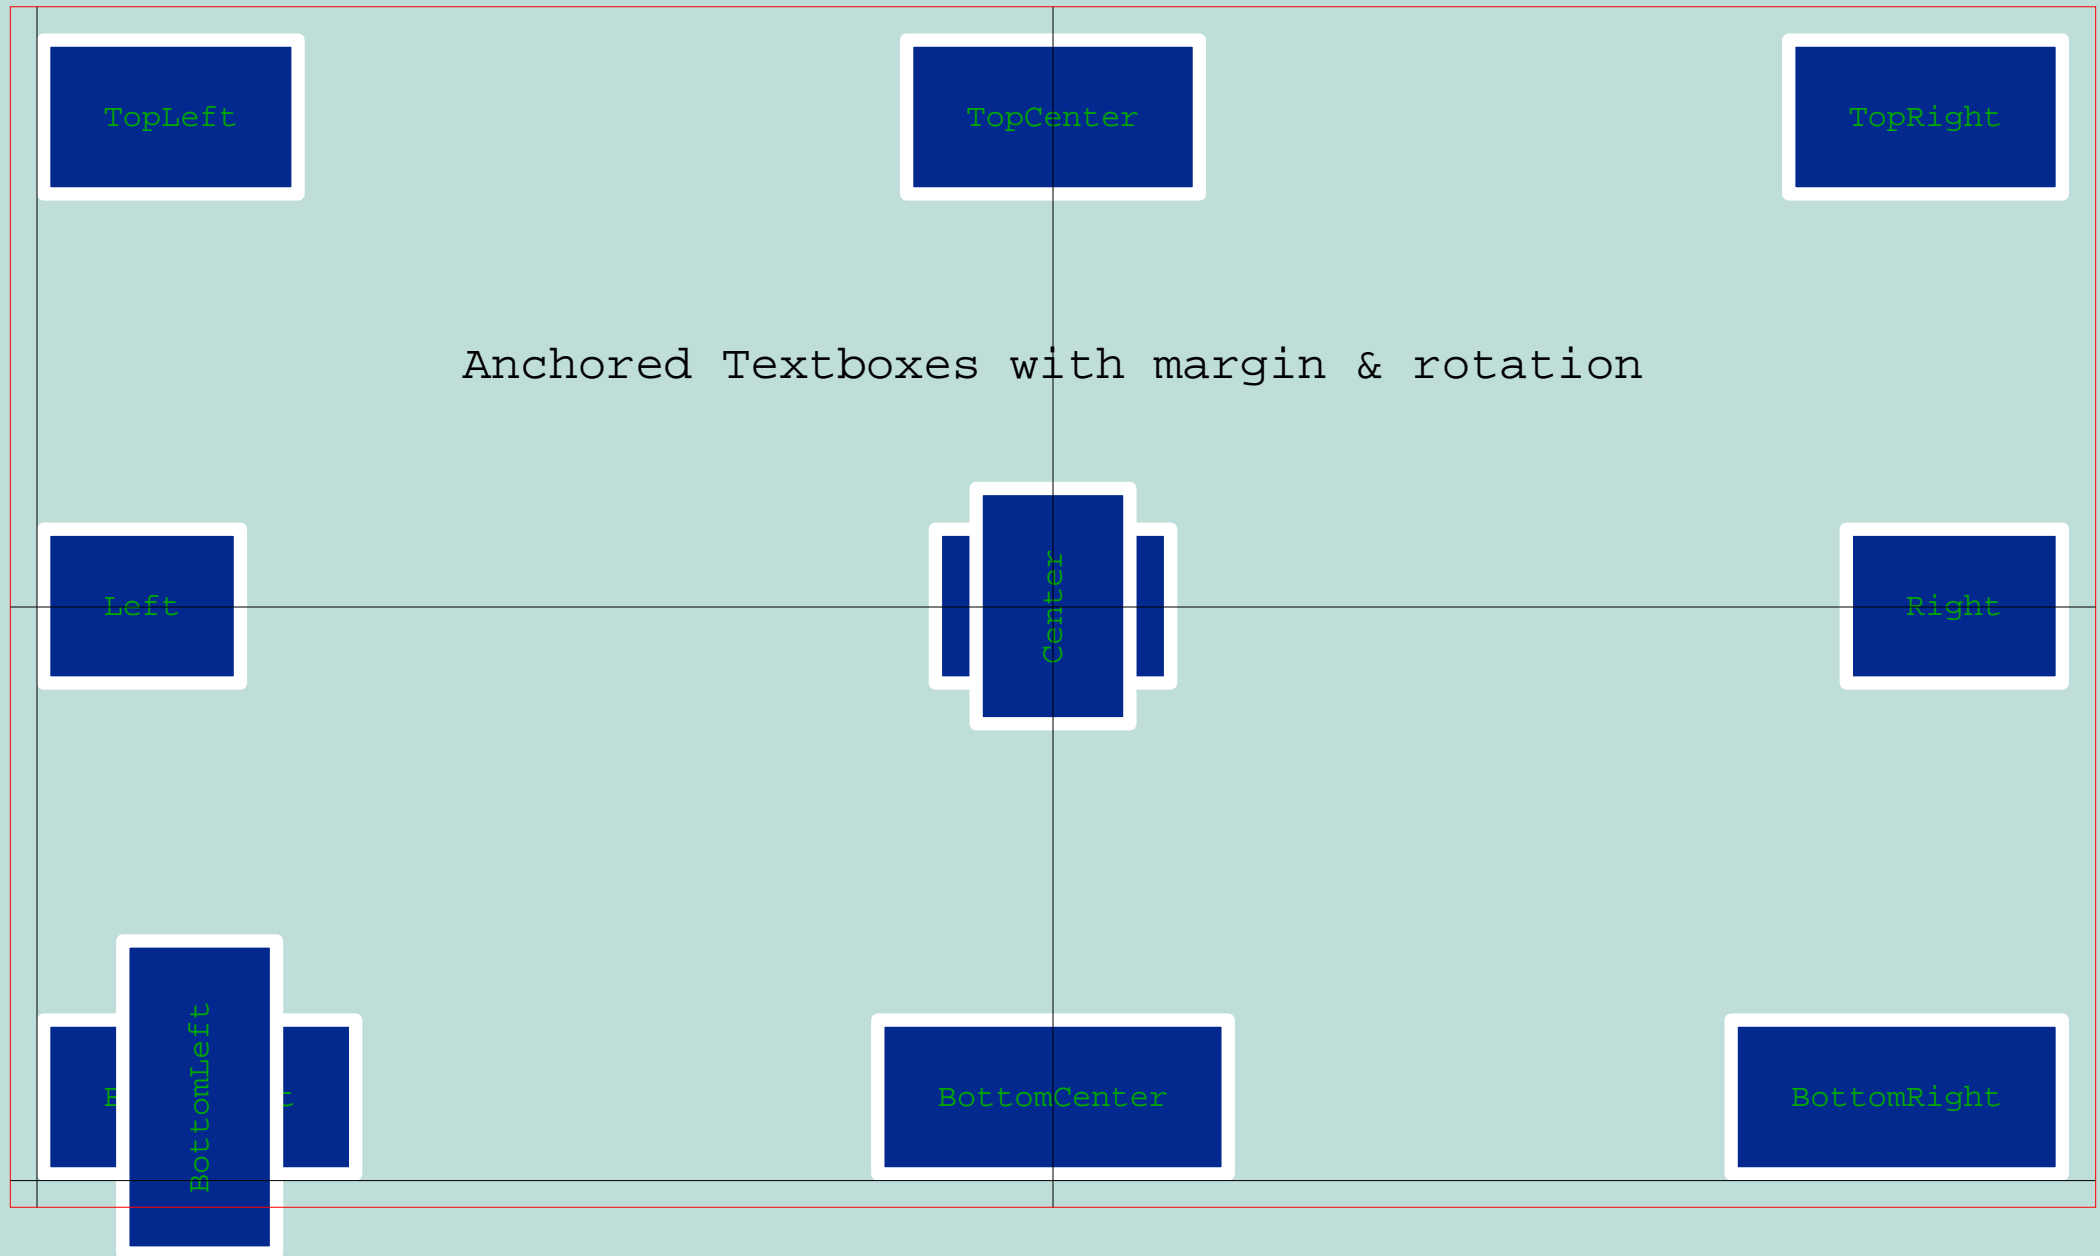 TopLeft TopCenter TopRight
Anchored Textboxes with margin & rotation
Left Center Right
BottomLeft BottomCenter BottomRight